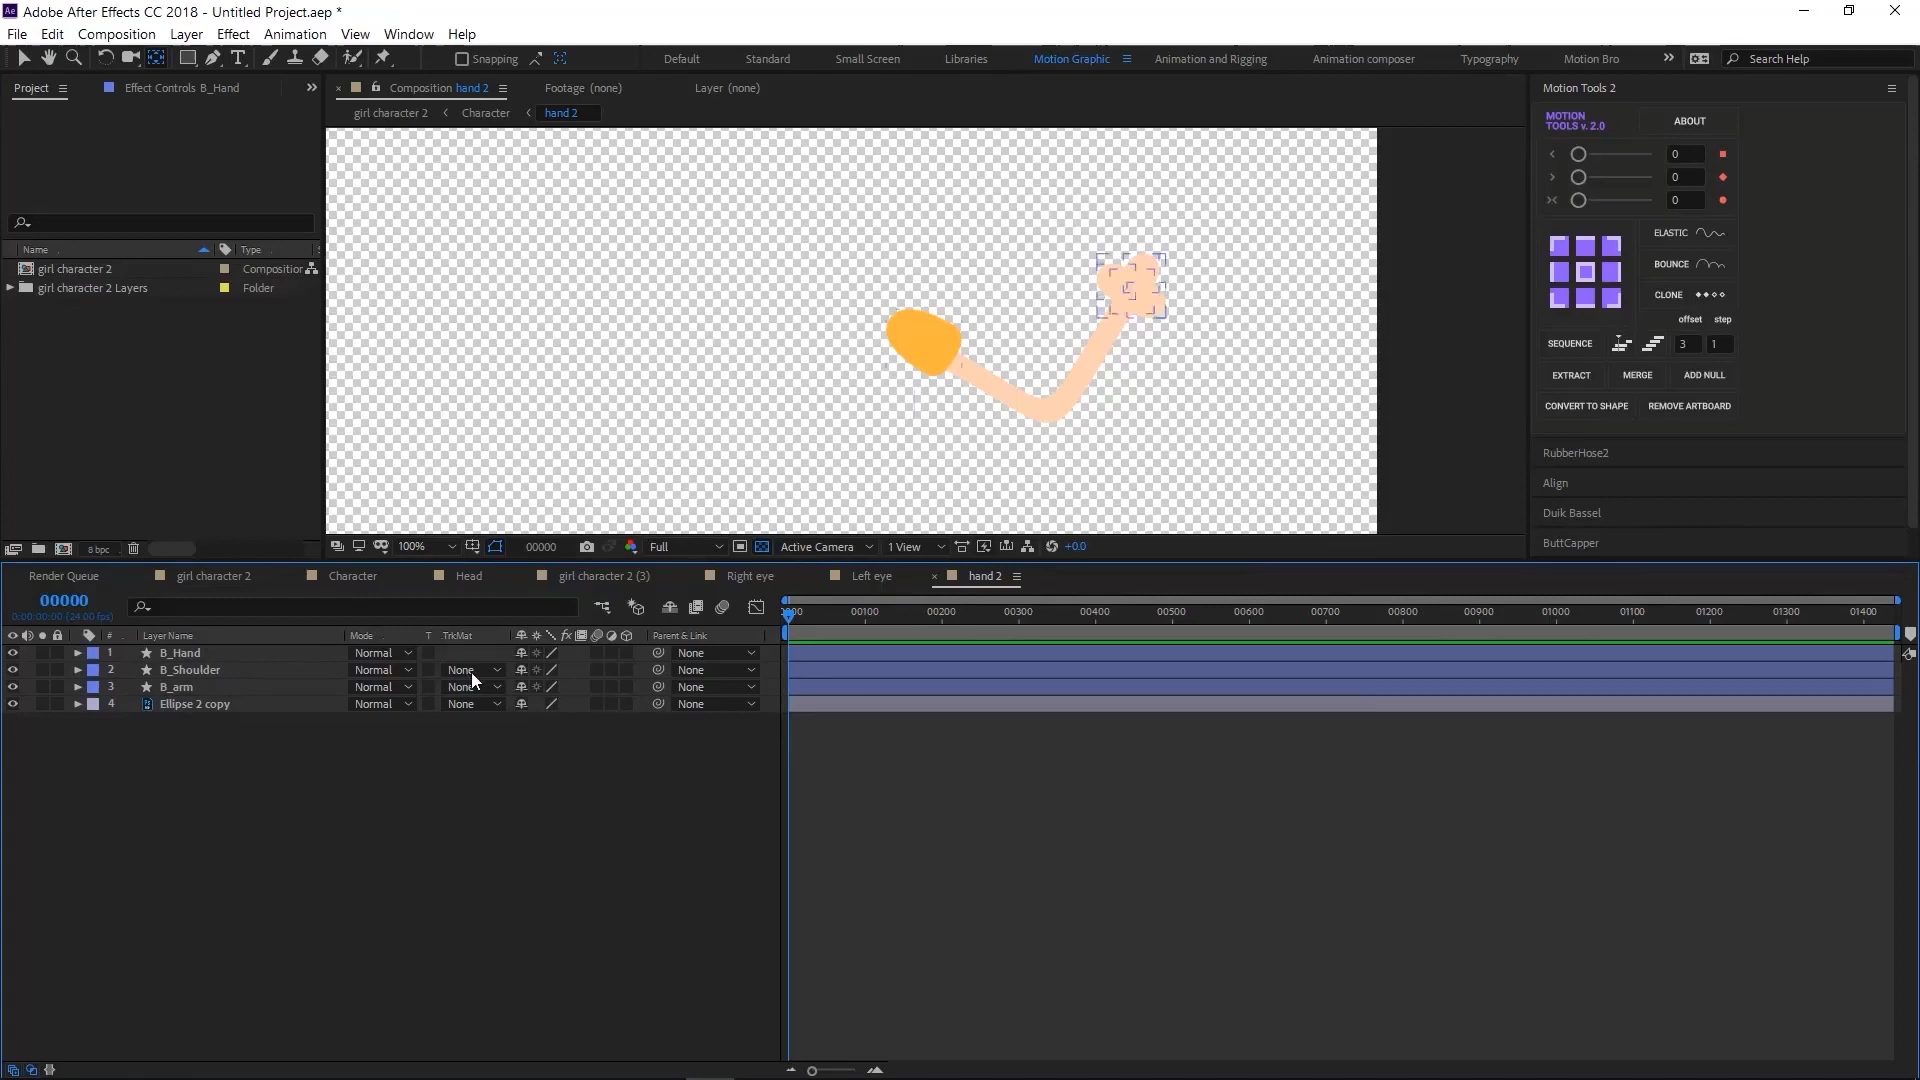 Adobe After Effects CC 2018 - Untitled Project.aep *
File Edit Composition Layer Effect Animation View Window Help
Snapping Default Standard Small Screen Libraries Motion Graphic Animation and Rigging Animation composer Typography Motion Bro Search Help
Project Effect Controls B_Hand Composition hand 2 Footage (none) Layer (none) Motion Tools 2
girl character 2 Character hand 2
MOTION
TOOLS v. 2.0
ABOUT
0
0
0
Name Type
girl character 2 Composition
girl character 2 Layers Folder
ELASTIC
BOUNCE
CLONE
offset step
SEQUENCE 3 1
EXTRACT MERGE ADD NULL
CONVERT TO SHAPE REMOVE ARTBOARD
RubberHose2
Align
Duik Bassel
ButtCapper
8 bpc 100% 00000 Full Active Camera 1 View +0.0
Render Queue girl character 2 Character Head girl character 2 (3) Right eye Left eye hand 2
00000
0:00:00:00 (24.00 fps)
00100 00200 00300 00400 00500 00600 00700 00800 00900 01000 01100 01200 01300 01400
# Layer Name Mode T TrkMat Parent & Link
1 B_Hand Normal None
2 B_Shoulder Normal None None
3 B_arm Normal None None
4 Ellipse 2 copy Normal None None